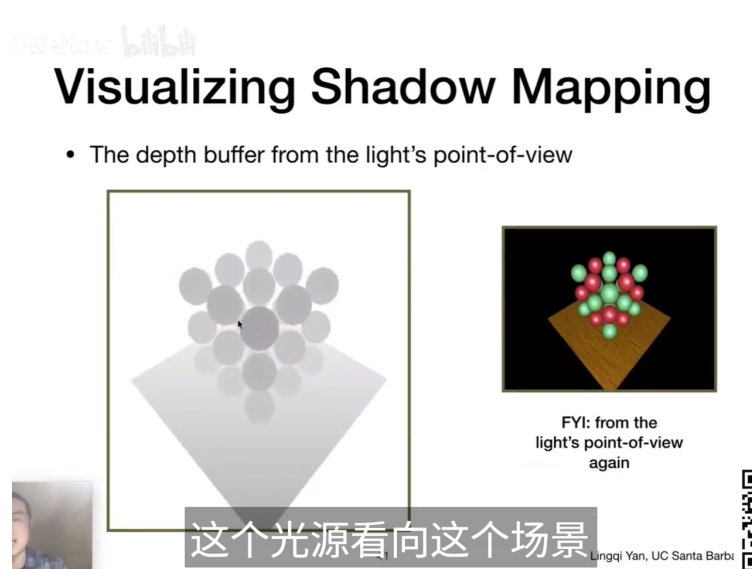 bilibili
Visualizing Shadow Mapping
• The depth buffer from the light's point-of-view
FYI: from the
light's point-of-view
again
这个光源看向这个场景
Lingqi Yan, UC Santa Barba